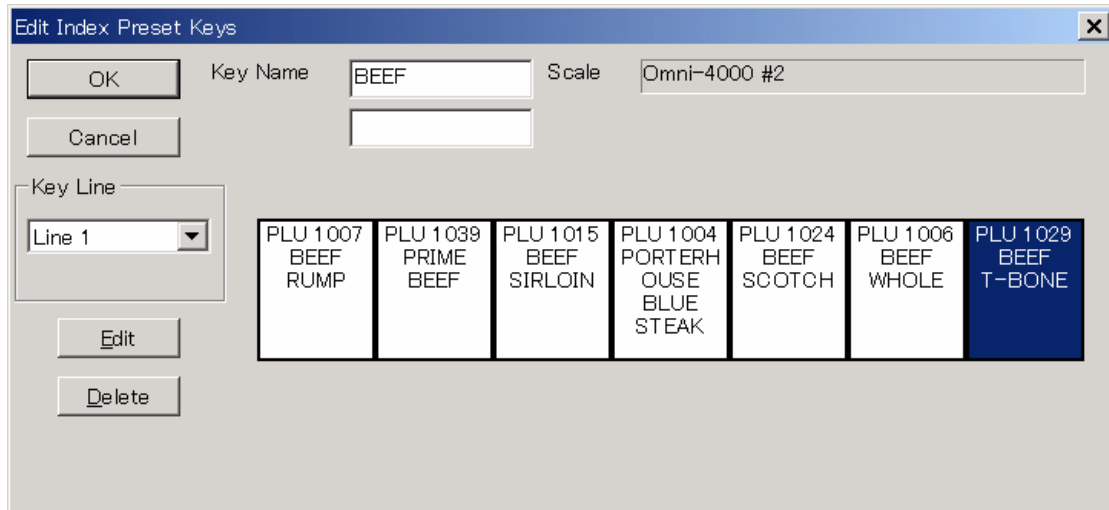 Edit Index Preset Keys
OK
Key Name
BEEF
Scale
Omni-4000 #2
Cancel
Key Line
Line 1
PLU 1007
BEEF
RUMP
PLU 1039
PRIME
BEEF
PLU 1015
BEEF
SIRLOIN
PLU 1004
PORTERH
OUSE
BLUE
STEAK
PLU 1024
BEEF
SCOTCH
PLU 1006
BEEF
WHOLE
PLU 1029
BEEF
T-BONE
Edit
Delete